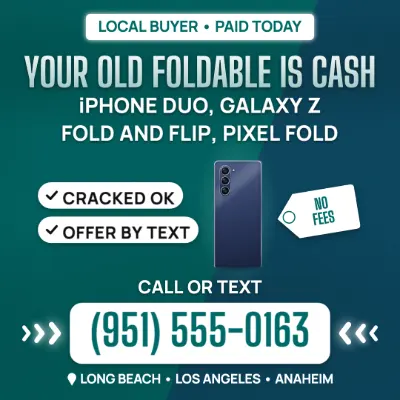 LOCAL BUYER • PAID TODAY
YOUR OLD FOLDABLE IS CASH
iPHONE DUO, GALAXY Z
FOLD AND FLIP, PIXEL FOLD
CRACKED OK
OFFER BY TEXT
NO
FEES
CALL OR TEXT
(951) 555-0163
LONG BEACH • LOS ANGELES • ANAHEIM